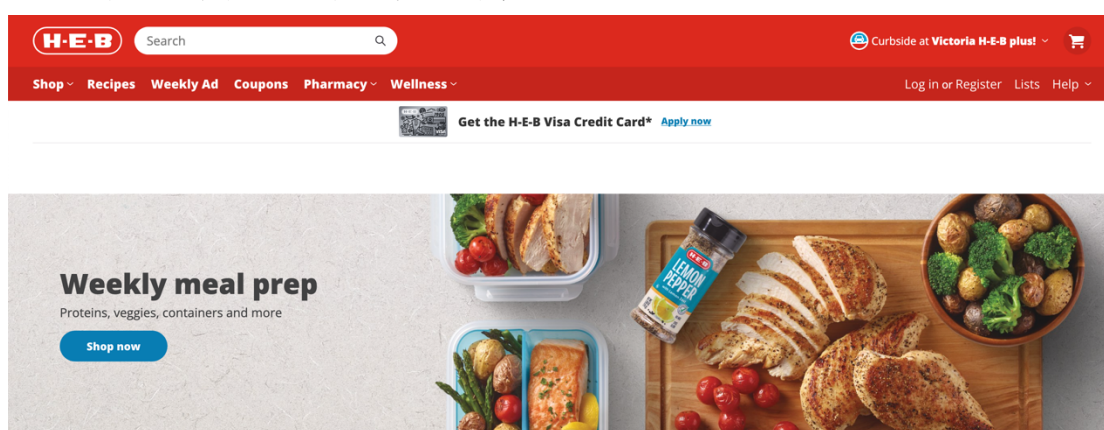 H-E-B
Search
Curbside at Victoria H-E-B plus!
Shop Recipes Weekly Ad Coupons Pharmacy Wellness
Log in or Register Lists Help
H-E-B
VISA
Get the H-E-B Visa Credit Card* Apply now
Weekly meal prep
Proteins, veggies, containers and more
Shop now
H-E-B
LEMON
PEPPER